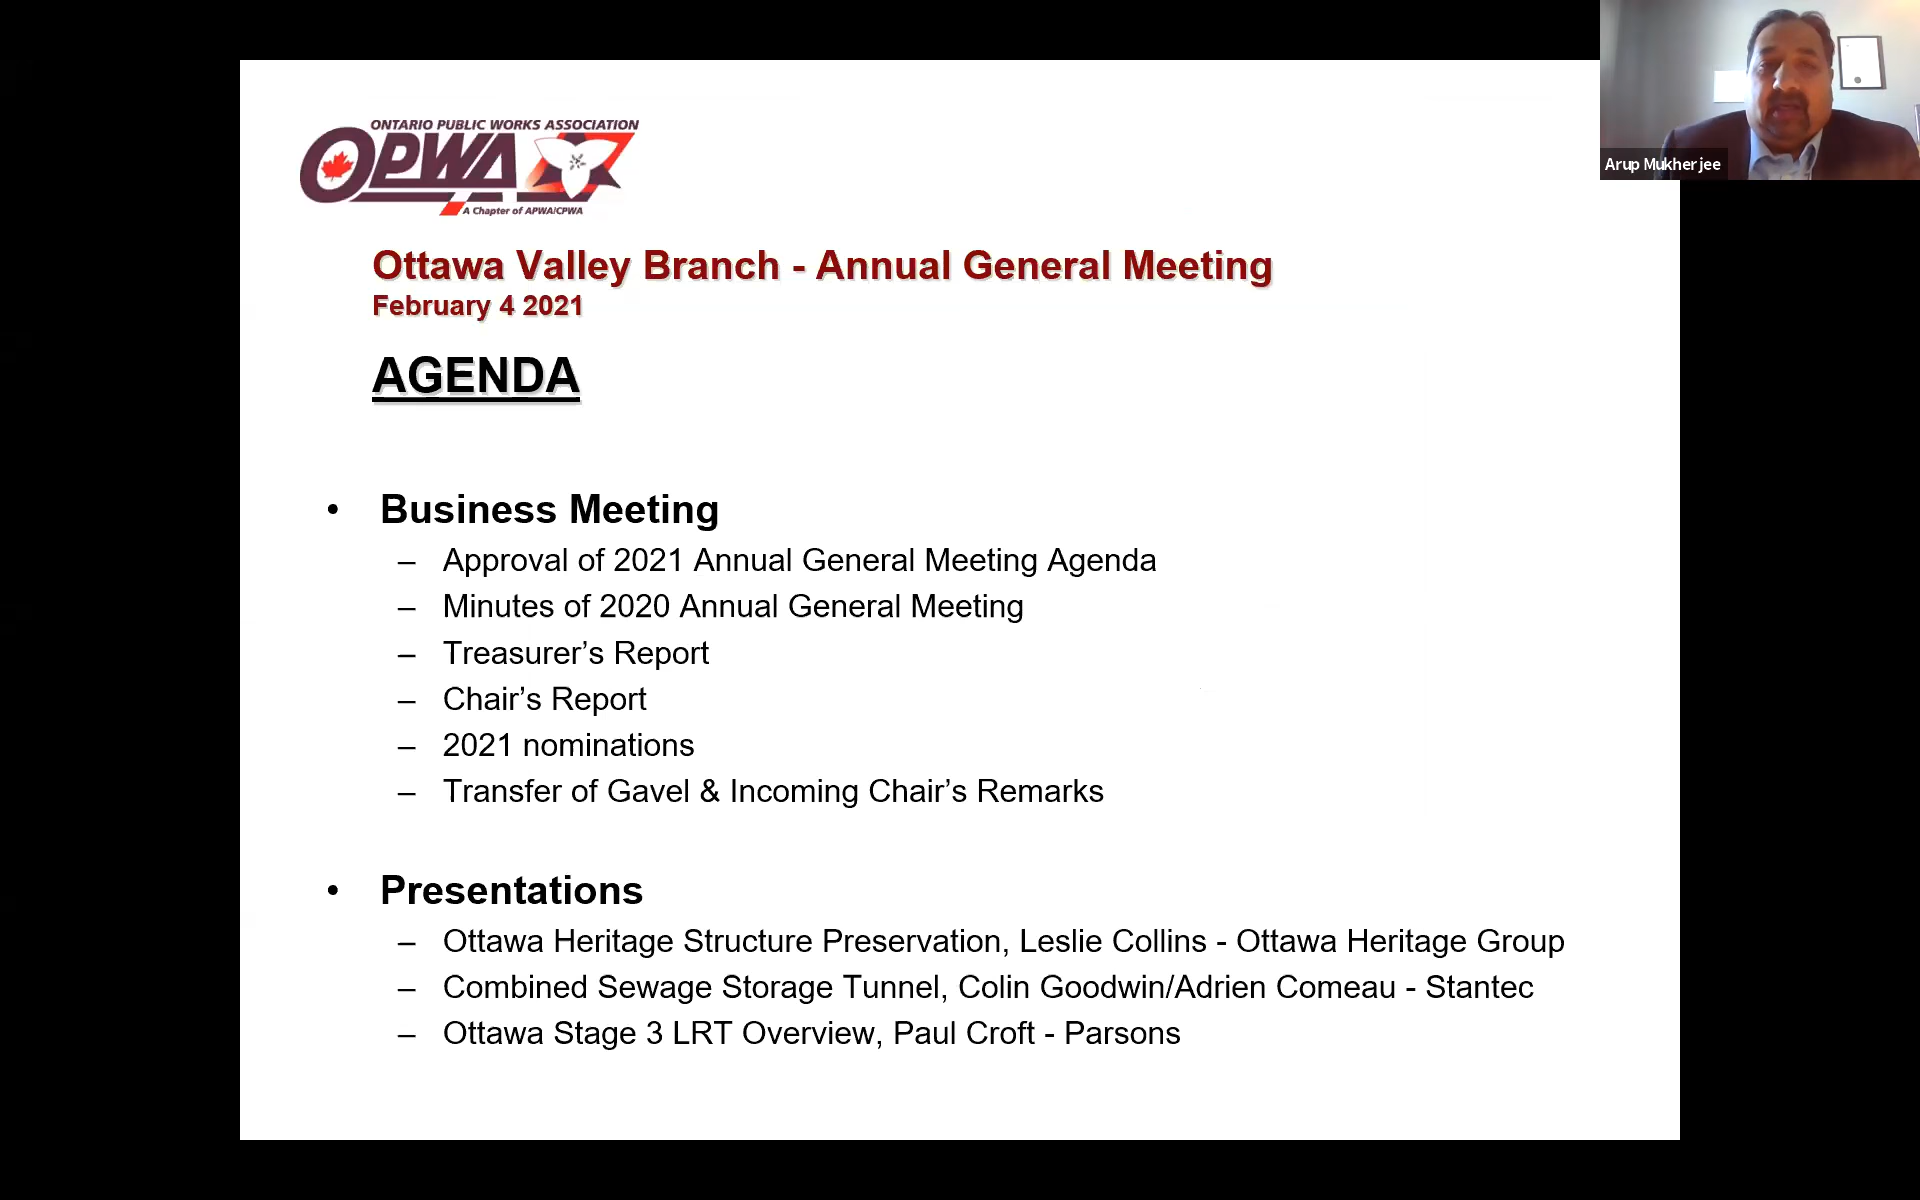 ONTARIO PUBLIC WORKS ASSOCIATION
OPWA
A Chapter of APWA/CPWA
Arup Mukherjee
Ottawa Valley Branch - Annual General Meeting
February 4 2021
AGENDA
• Business Meeting
– Approval of 2021 Annual General Meeting Agenda
– Minutes of 2020 Annual General Meeting
– Treasurer’s Report
– Chair’s Report
– 2021 nominations
– Transfer of Gavel & Incoming Chair’s Remarks
• Presentations
– Ottawa Heritage Structure Preservation, Leslie Collins - Ottawa Heritage Group
– Combined Sewage Storage Tunnel, Colin Goodwin/Adrien Comeau - Stantec
– Ottawa Stage 3 LRT Overview, Paul Croft - Parsons